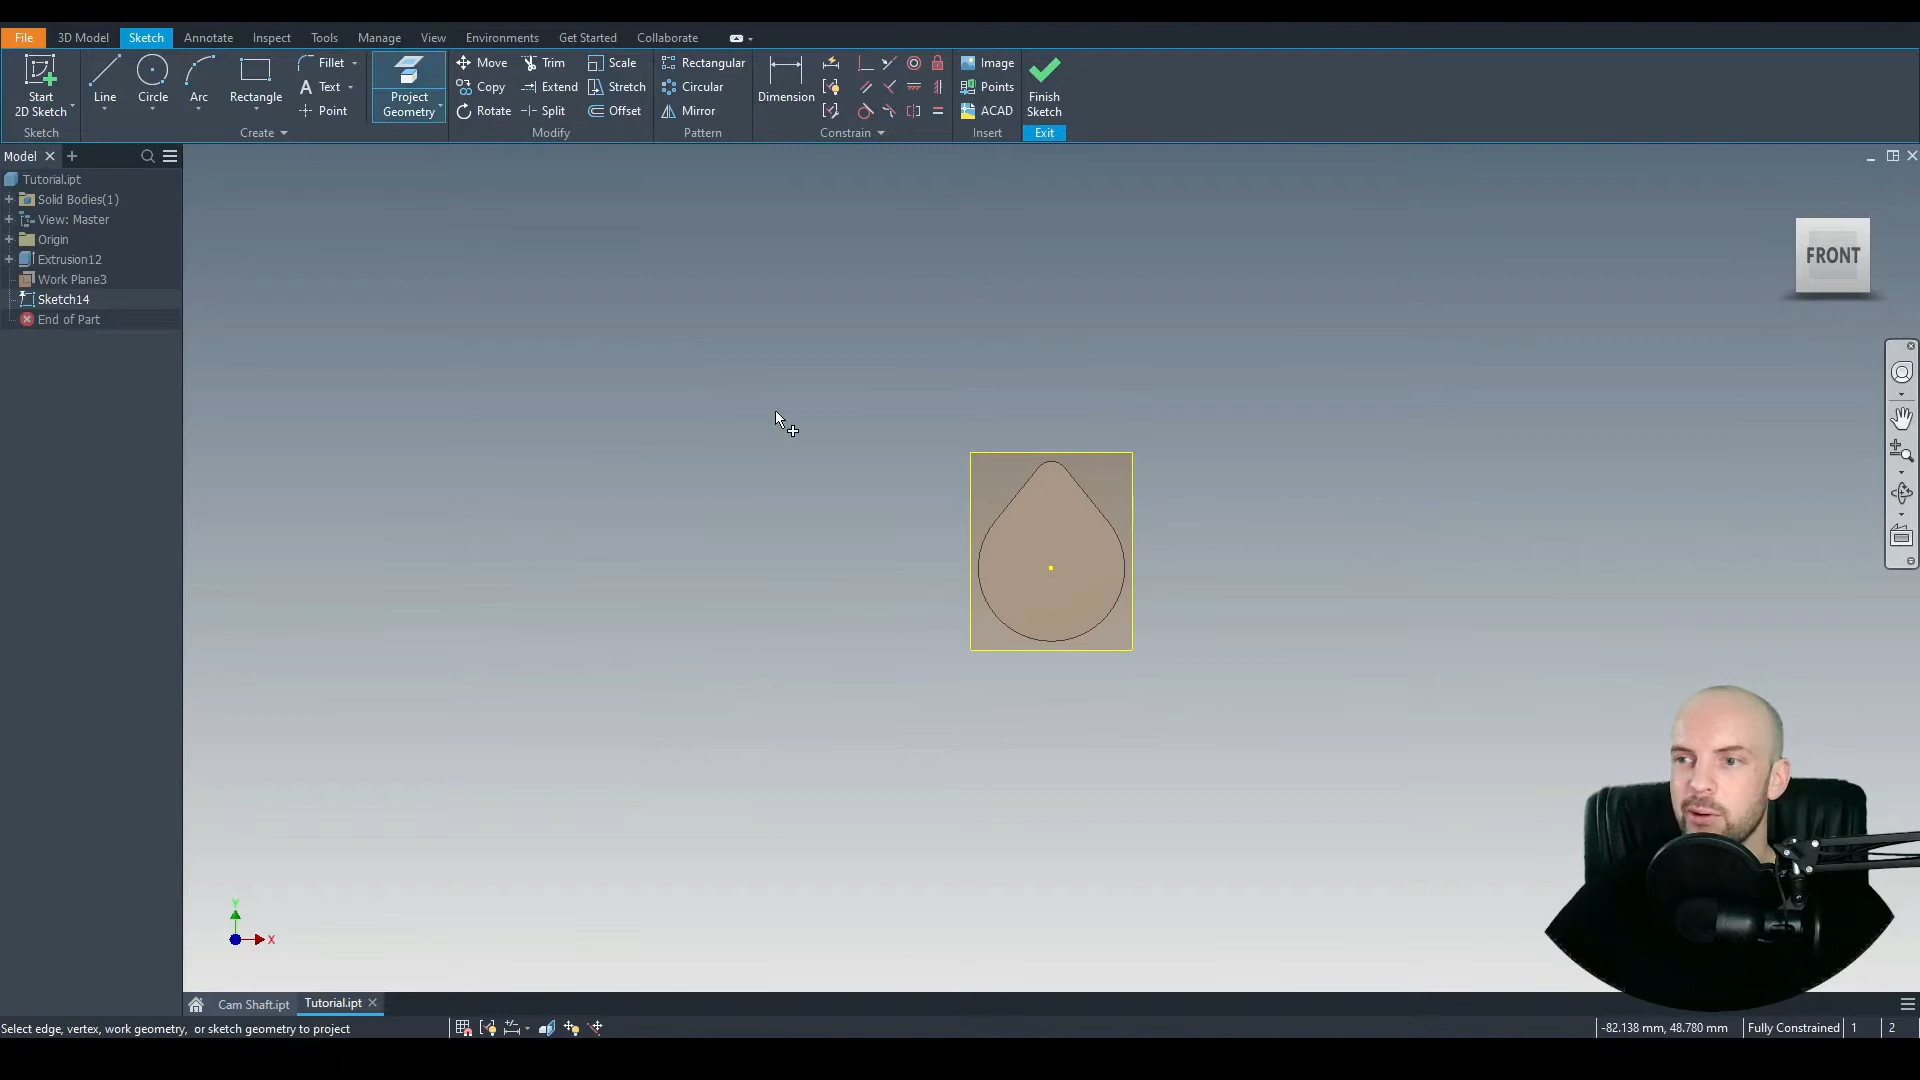 File 3D Model Sketch Annotate Inspect Tools Manage View Environments Get Started Collaborate
Start 2D Sketch
Line
Circle
Arc
Rectangle
Fillet
Text
Point
Project Geometry
Move
Copy
Rotate
Trim
Extend
Split
Scale
Stretch
Offset
Rectangular
Circular
Mirror
Dimension
Image
Points
ACAD
Finish Sketch
Sketch Create Modify Pattern Constrain Insert Exit
Model
Tutorial.ipt
Solid Bodies(1)
View: Master
Origin
Extrusion12
Work Plane3
Sketch14
End of Part
FRONT
Y
X
Cam Shaft.ipt Tutorial.ipt
Select edge, vertex, work geometry, or sketch geometry to project
-82.138 mm, 48.780 mm Fully Constrained 1 2